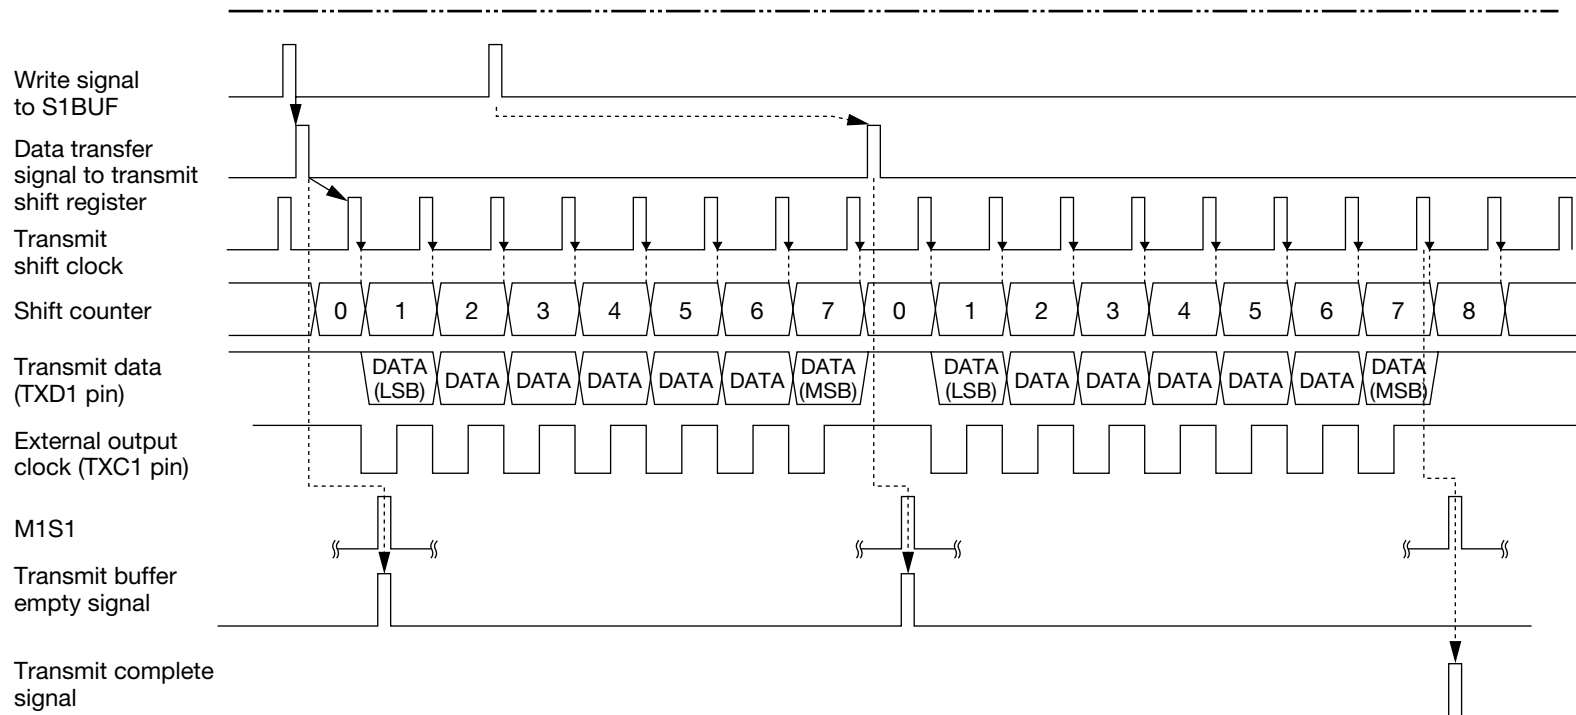 Write signal
to S1BUF
Data transfer
signal to transmit
shift register
Transmit
shift clock
Shift counter
0 1 2 3 4 5 6 7 0 1 2 3 4 5 6 7 8
Transmit data
(TXD1 pin)
DATA (LSB) DATA DATA DATA DATA DATA DATA (MSB) DATA (LSB) DATA DATA DATA DATA DATA DATA (MSB)
External output
clock (TXC1 pin)
M1S1
Transmit buffer
empty signal
Transmit complete
signal